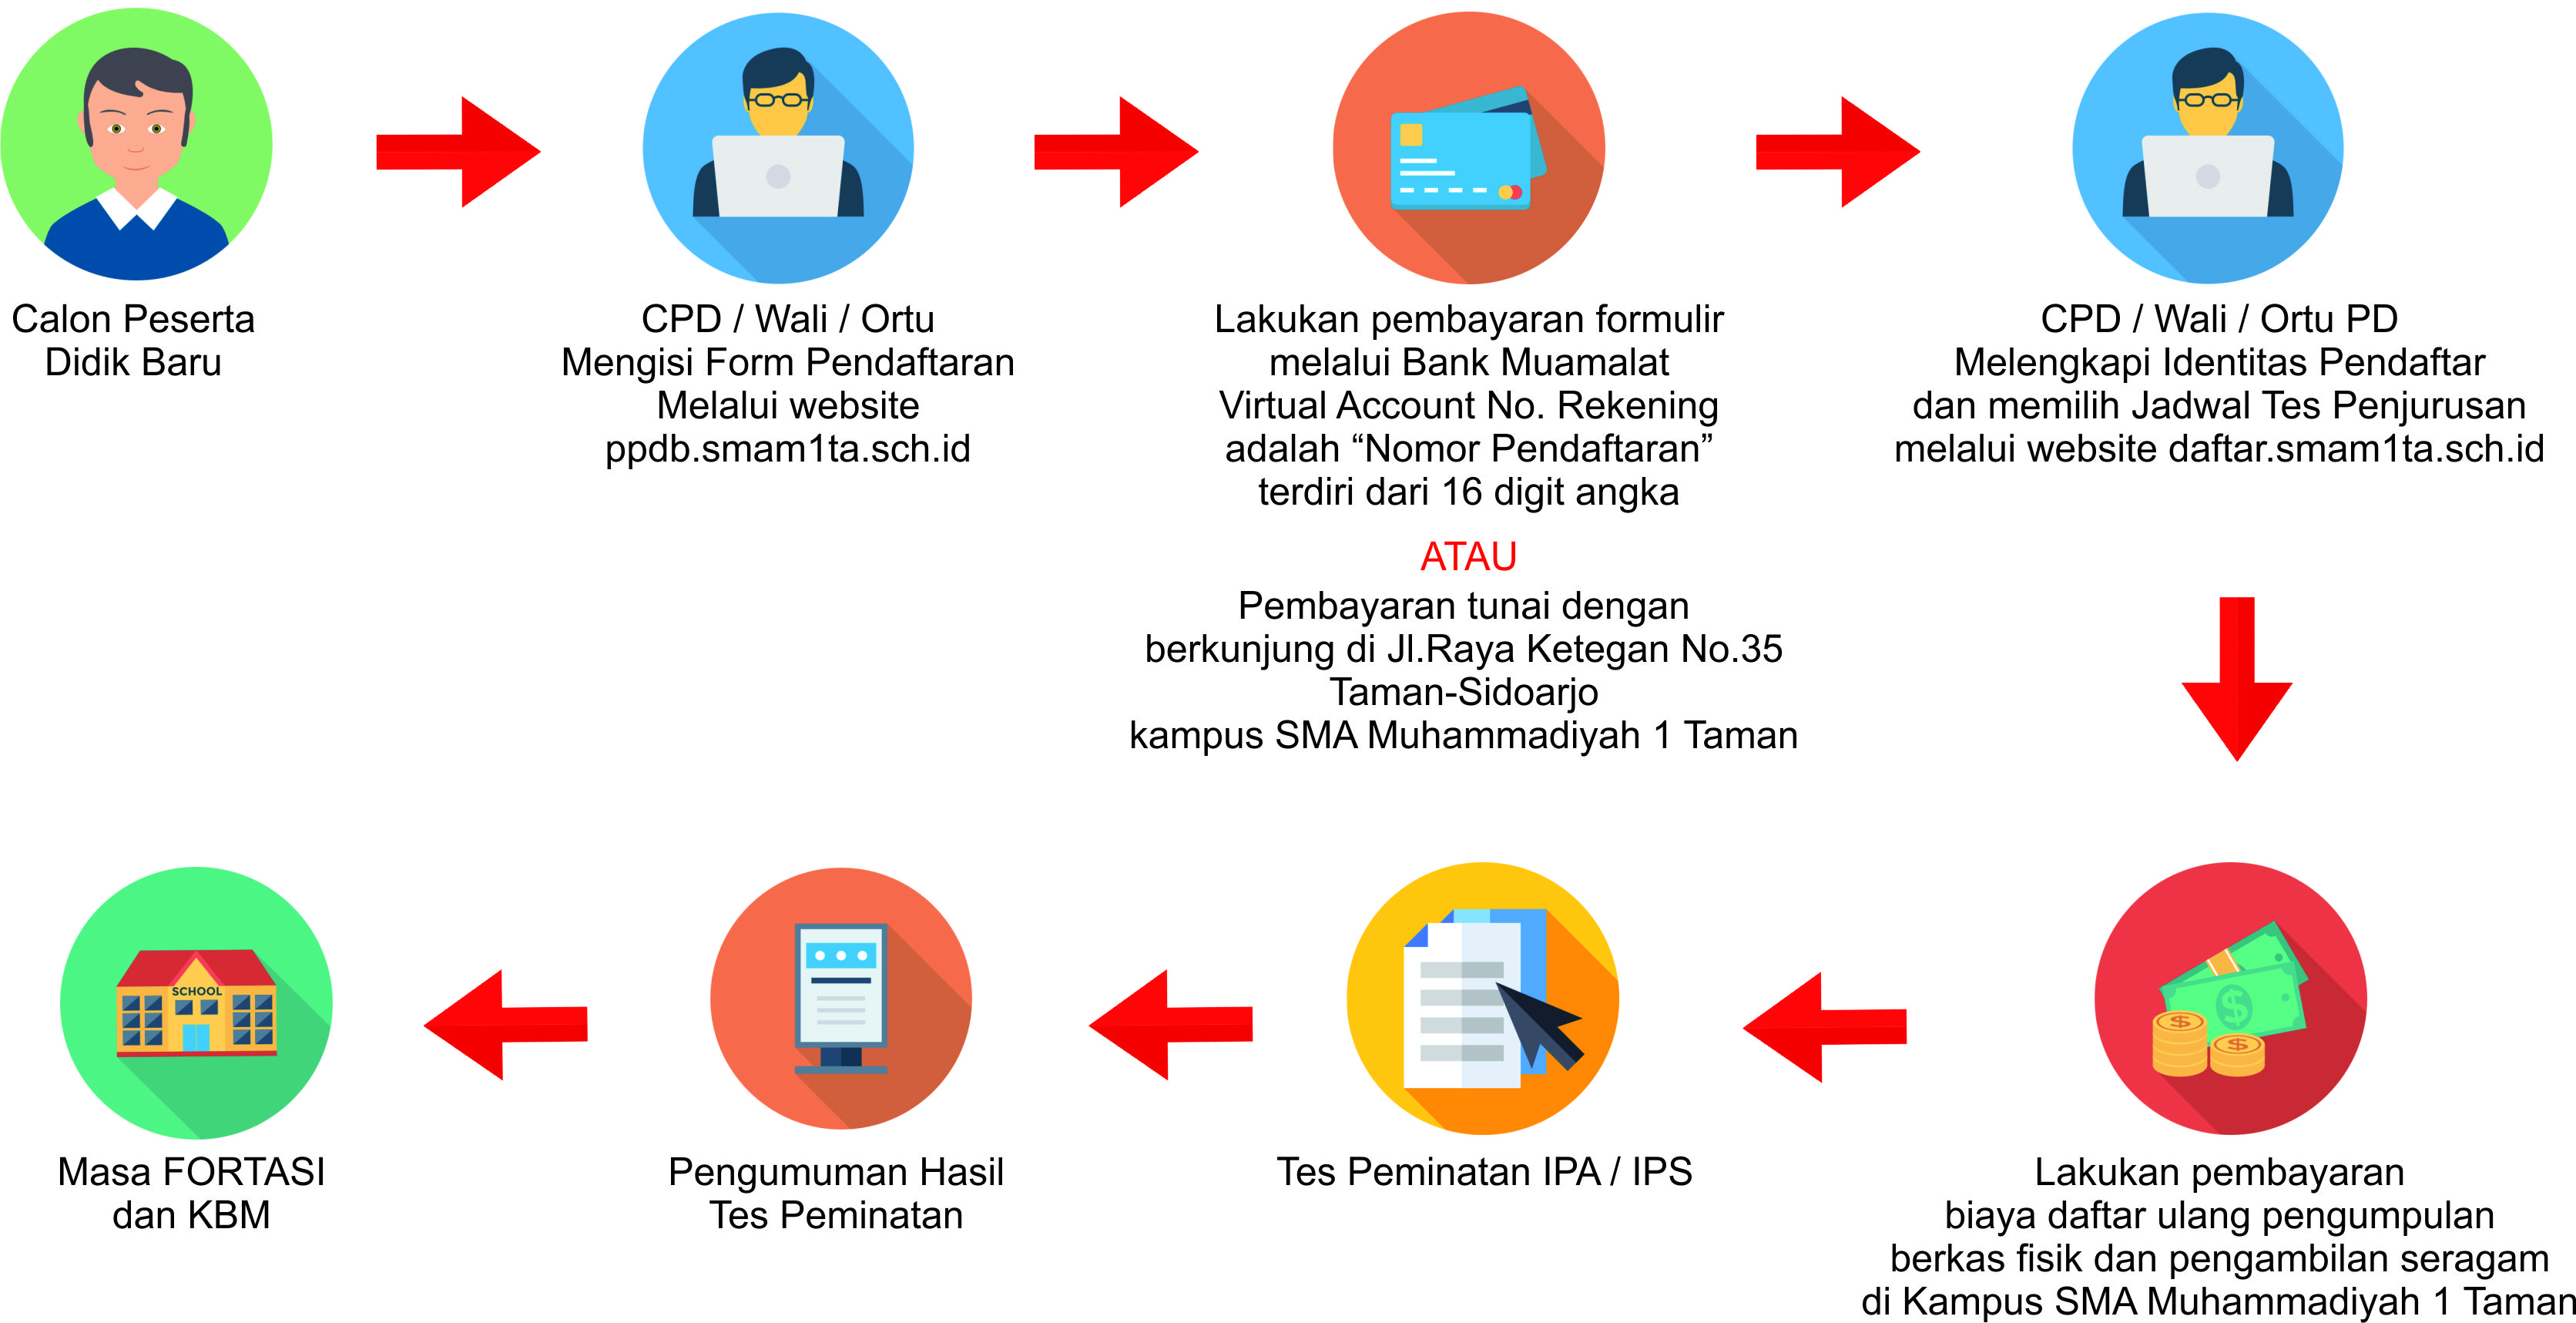 Calon Peserta
Didik Baru
CPD / Wali / Ortu
Mengisi Form Pendaftaran
Melalui website
ppdb.smam1ta.sch.id
Lakukan pembayaran formulir
melalui Bank Muamalat
Virtual Account No. Rekening
adalah “Nomor Pendaftaran”
terdiri dari 16 digit angka
ATAU
Pembayaran tunai dengan
berkunjung di Jl.Raya Ketegan No.35
Taman-Sidoarjo
kampus SMA Muhammadiyah 1 Taman
CPD / Wali / Ortu PD
Melengkapi Identitas Pendaftar
dan memilih Jadwal Tes Penjurusan
melalui website daftar.smam1ta.sch.id
Lakukan pembayaran
biaya daftar ulang pengumpulan
berkas fisik dan pengambilan seragam
di Kampus SMA Muhammadiyah 1 Taman
Tes Peminatan IPA / IPS
Pengumuman Hasil
Tes Peminatan
SCHOOL
Masa FORTASI
dan KBM